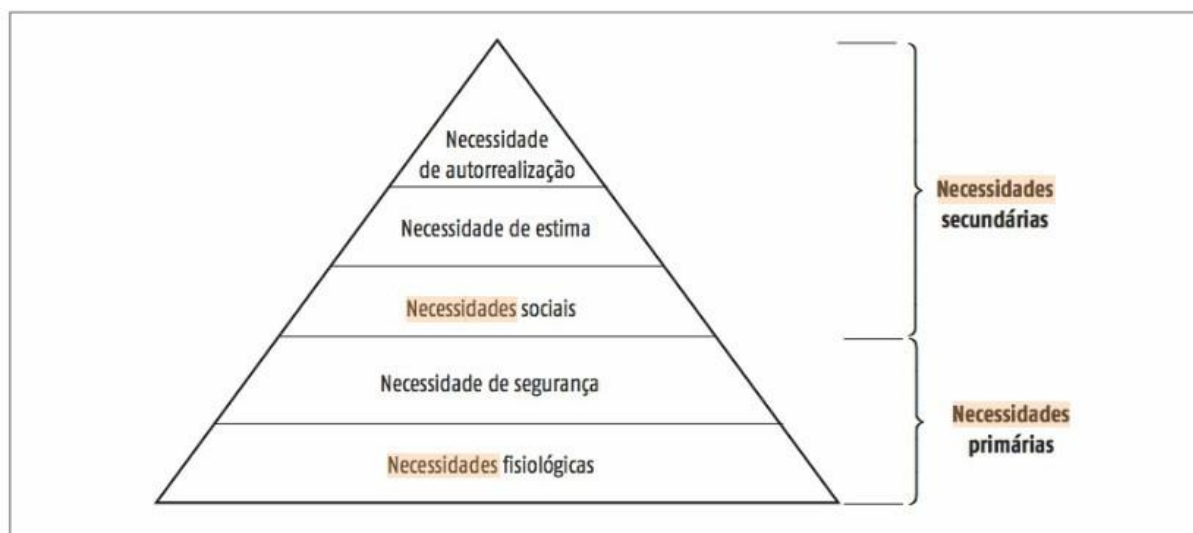 Necessidade
de autorrealização
Necessidade de estima
Necessidades sociais
Necessidade de segurança
Necessidades fisiológicas
Necessidades
secundárias
Necessidades
primárias